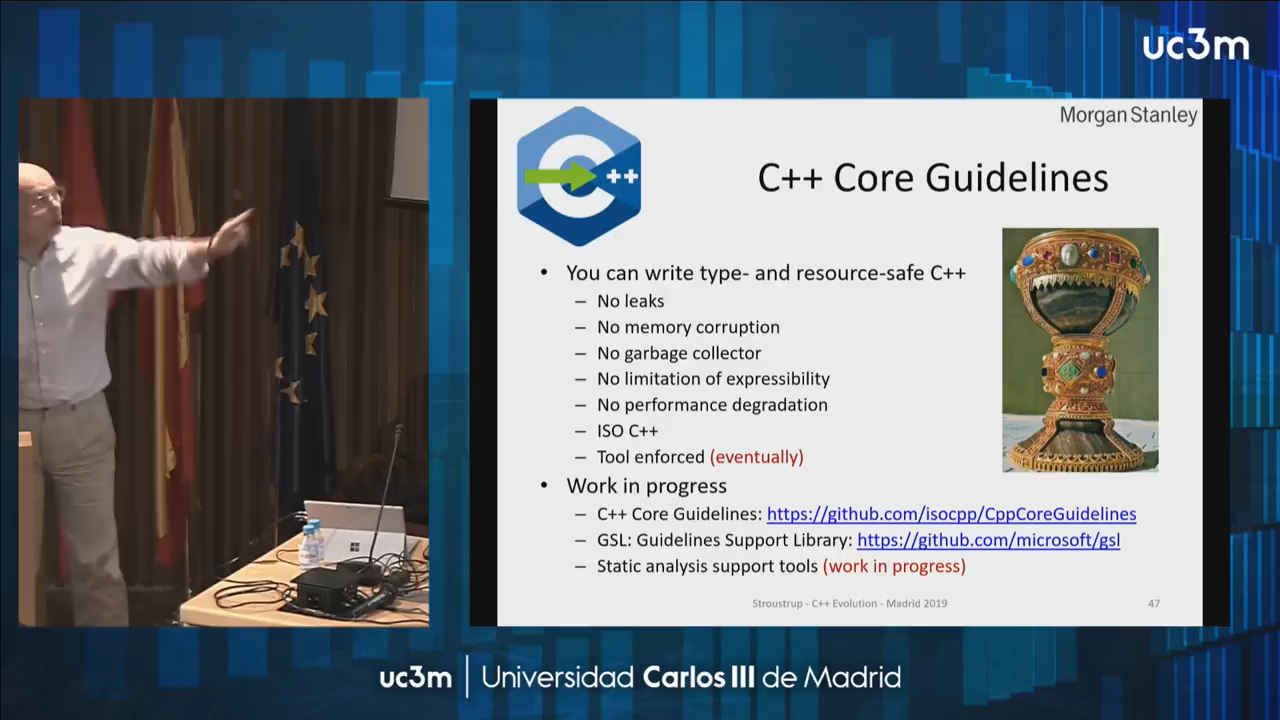 uc3m
Morgan Stanley
C ++
C++ Core Guidelines
• You can write type- and resource-safe C++
– No leaks
– No memory corruption
– No garbage collector
– No limitation of expressibility
– No performance degradation
– ISO C++
– Tool enforced (eventually)
• Work in progress
– C++ Core Guidelines: https://github.com/isocpp/CppCoreGuidelines
– GSL: Guidelines Support Library: https://github.com/microsoft/gsl
– Static analysis support tools (work in progress)
Stroustrup - C++ Evolution - Madrid 2019
47
uc3m | Universidad Carlos III de Madrid